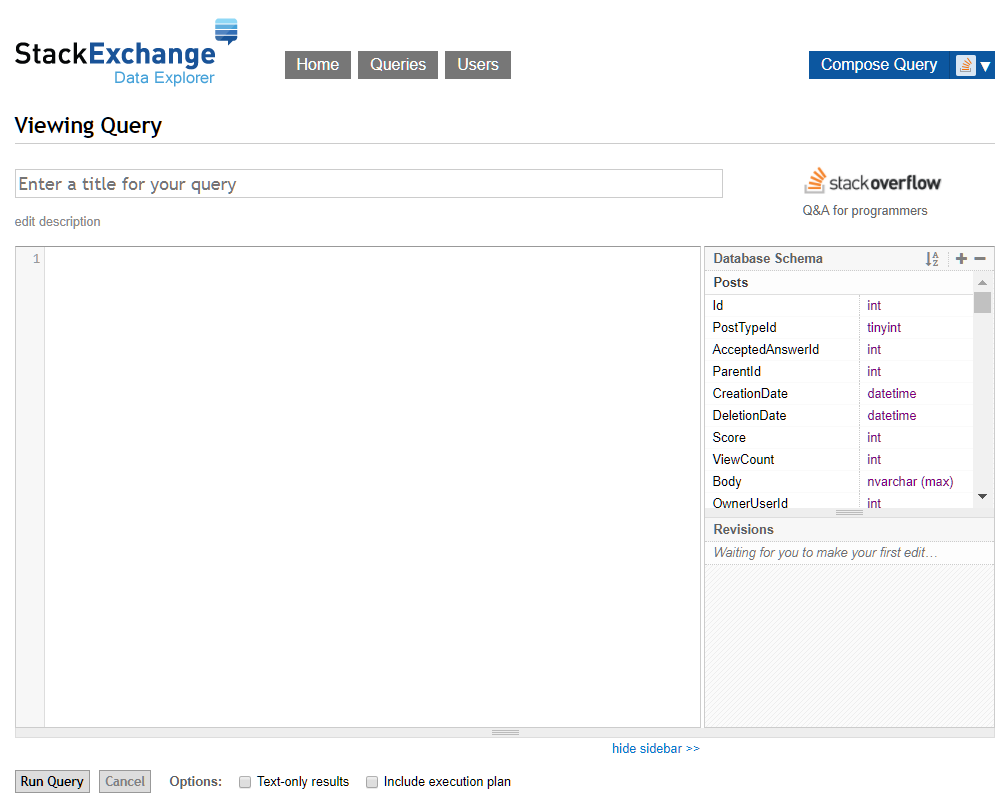 StackExchange
Data Explorer
Home Queries Users
Compose Query
Viewing Query
Enter a title for your query
stackoverflow
Q&A for programmers
edit description
1
Database Schema
Posts
Id int
PostTypeId tinyint
AcceptedAnswerId int
ParentId int
CreationDate datetime
DeletionDate datetime
Score int
ViewCount int
Body nvarchar (max)
OwnerUserId int
Revisions
Waiting for you to make your first edit…
hide sidebar >>
Run Query Cancel Options: Text-only results Include execution plan